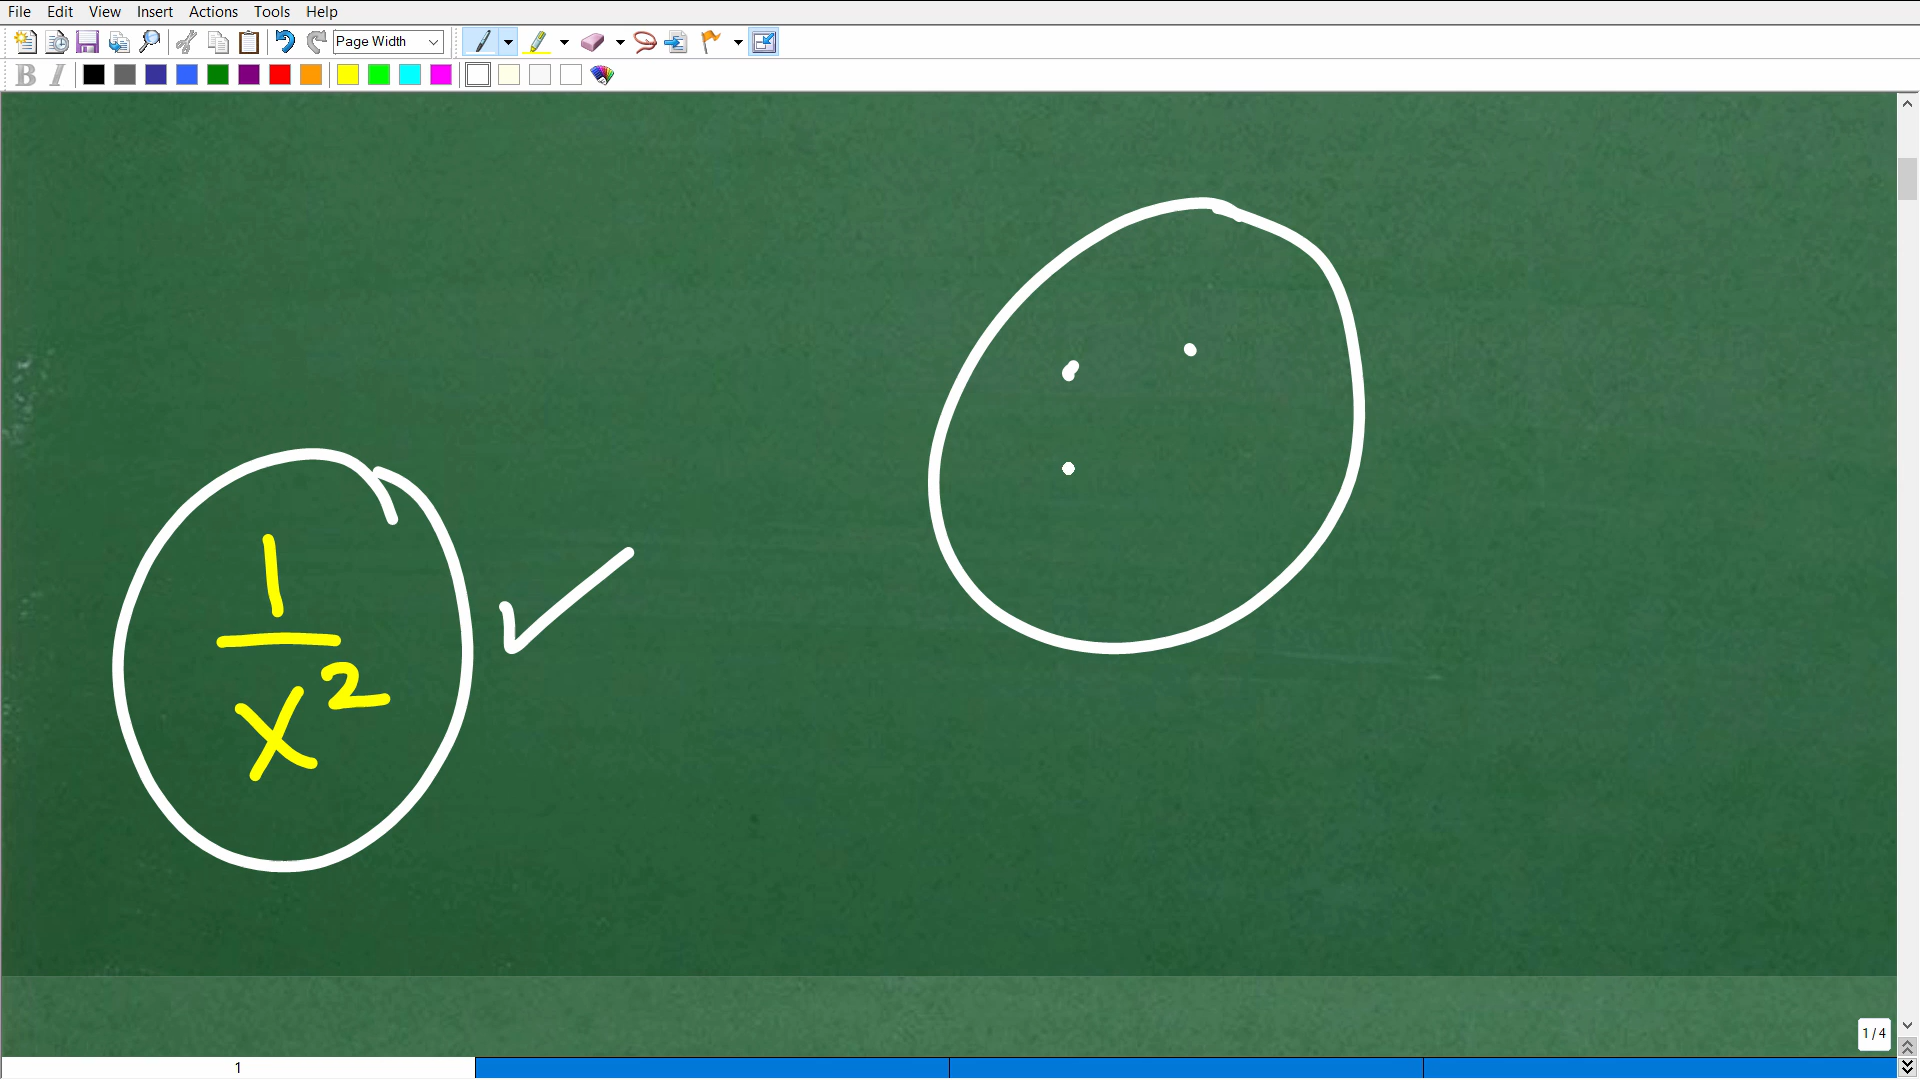 File Edit View Insert Actions Tools Help
Page Width
B I
1
x²
1 / 4
1